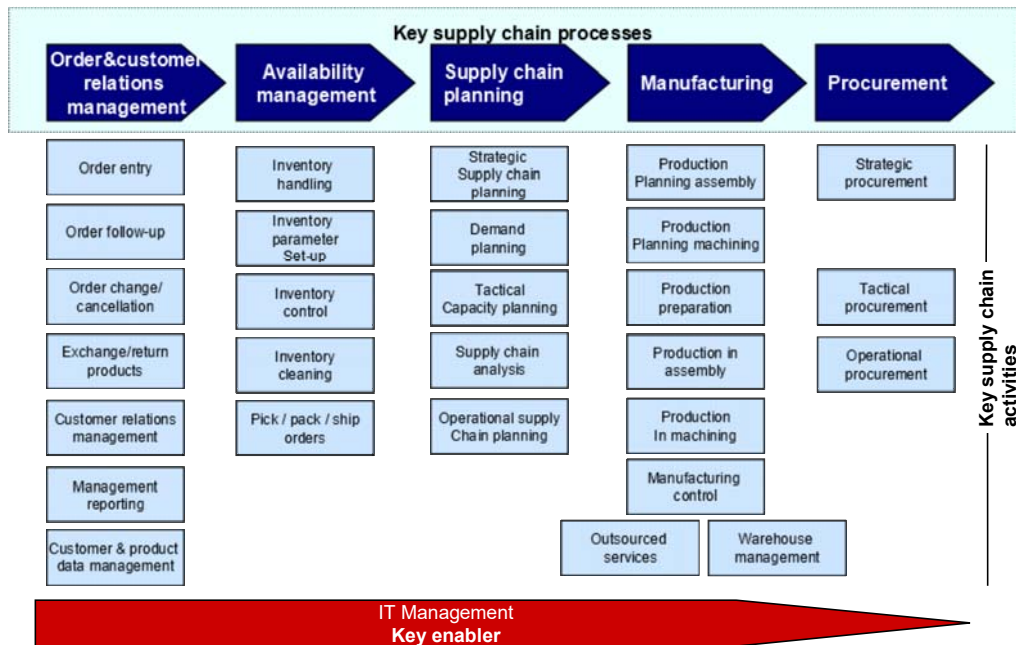 Key supply chain processes
Order&customer
relations
management
Availability
management
Supply chain
planning
Manufacturing
Procurement
Order entry
Order follow-up
Order change/
cancellation
Exchange/return
products
Customer relations
management
Management
reporting
Customer & product
data management
Inventory
handling
Inventory
parameter
Set-up
Inventory
control
Inventory
cleaning
Pick / pack / ship
orders
Strategic
Supply chain
planning
Demand
planning
Tactical
Capacity planning
Supply chain
analysis
Operational supply
Chain planning
Production
Planning assembly
Production
Planning machining
Production
preparation
Production in
assembly
Production
In machining
Manufacturing
control
Outsourced
services
Warehouse
management
Strategic
procurement
Tactical
procurement
Operational
procurement
Key supply chain
activities
IT Management
Key enabler